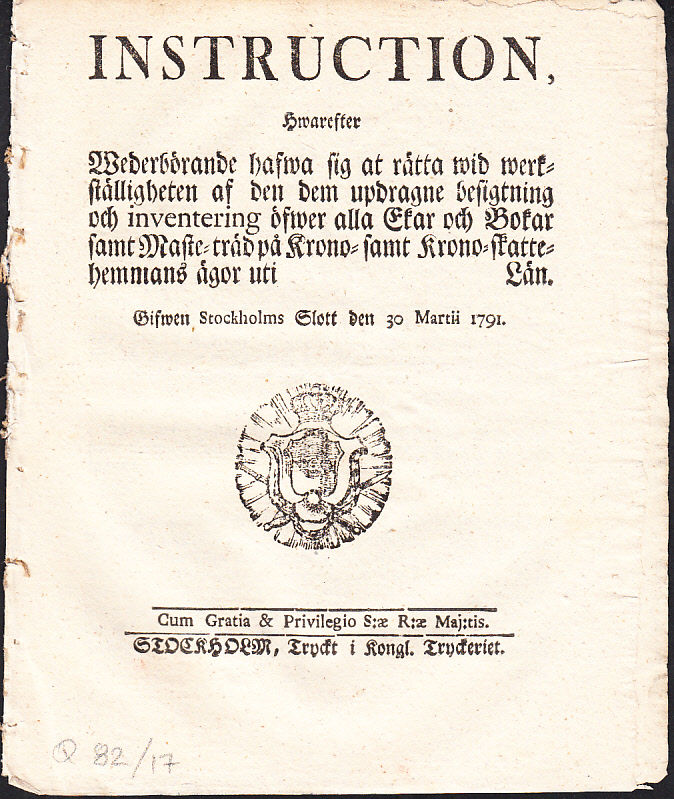 INSTRUCTION,
Hwarefter
Wederbörande hafwa sig at rätta wid werk-
ställigheten af den dem updragne besigtning
och inventering öfwer alla Ekar och Bokar
samt Maste-träd på Krono- samt Krono-skatte-
hemmans ägor uti Län.
Gifwen Stockholms Slott den 30 Martii 1791.
Cum Gratia & Privilegio S:æ R:æ Maj:tis.
STOCKHOLM, Tryckt i Kongl. Tryckeriet.
Q 82/17